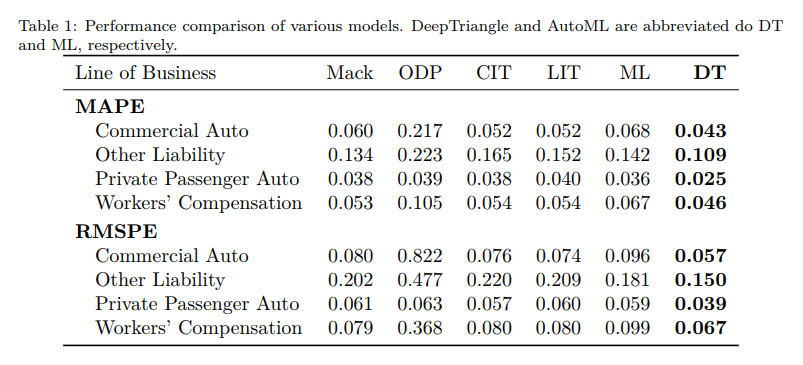 Table 1: Performance comparison of various models. DeepTriangle and AutoML are abbreviated do DT
and ML, respectively.
Line of Business Mack ODP CIT LIT ML DT
MAPE
Commercial Auto 0.060 0.217 0.052 0.052 0.068 0.043
Other Liability 0.134 0.223 0.165 0.152 0.142 0.109
Private Passenger Auto 0.038 0.039 0.038 0.040 0.036 0.025
Workers' Compensation 0.053 0.105 0.054 0.054 0.067 0.046
RMSPE
Commercial Auto 0.080 0.822 0.076 0.074 0.096 0.057
Other Liability 0.202 0.477 0.220 0.209 0.181 0.150
Private Passenger Auto 0.061 0.063 0.057 0.060 0.059 0.039
Workers' Compensation 0.079 0.368 0.080 0.080 0.099 0.067